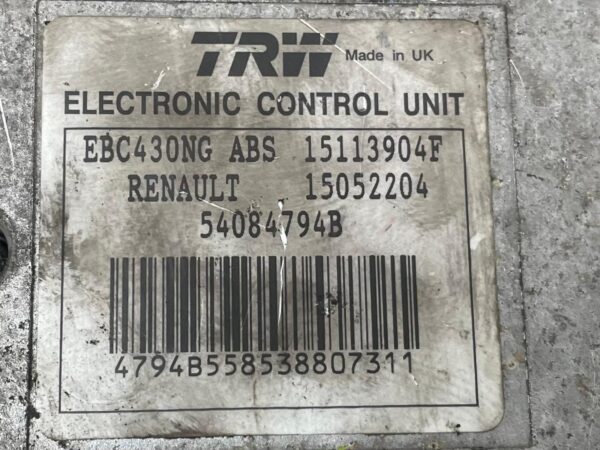 TRW Made in UK
ELECTRONIC CONTROL UNIT
EBC430NG ABS 15113904F
RENAULT 15052204
54084794B
4794B558538807311